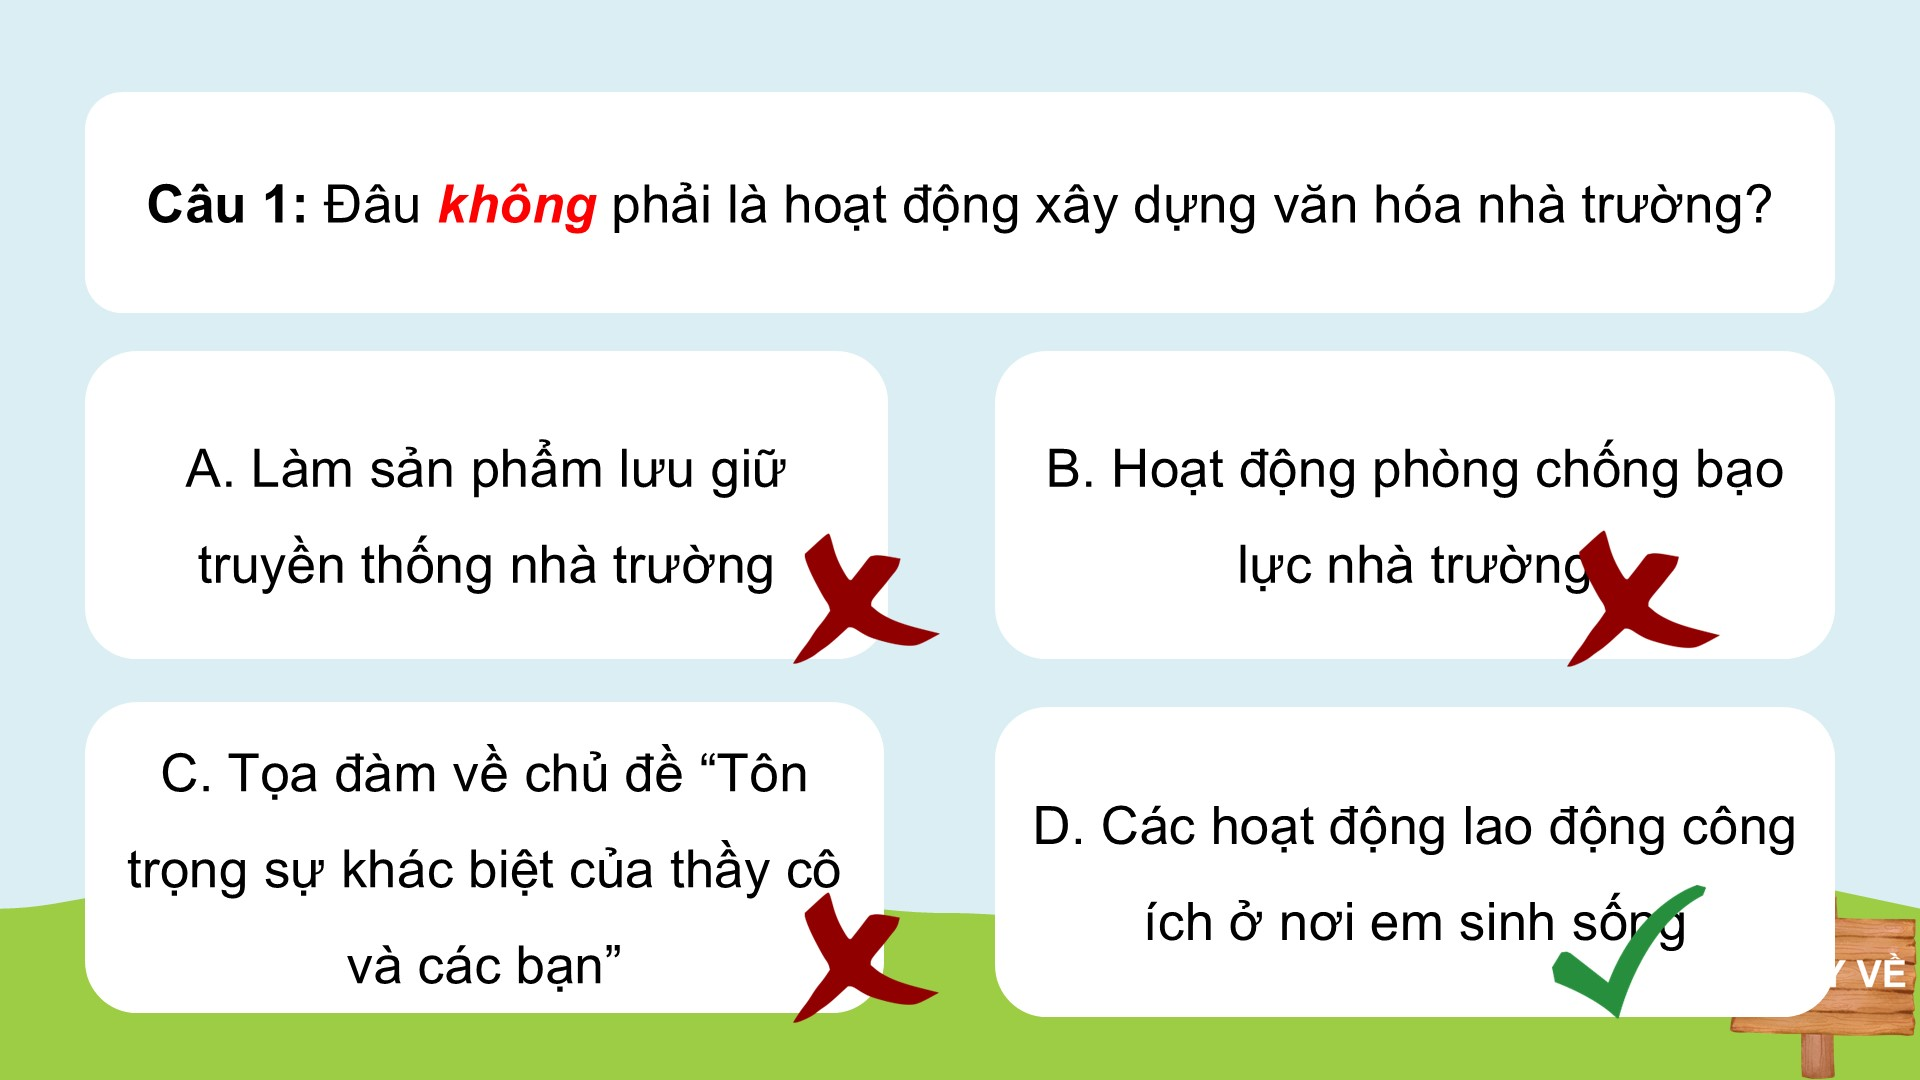 Câu 1: Đâu không phải là hoạt động xây dựng văn hóa nhà trường?
A. Làm sản phẩm lưu giữ
truyền thống nhà trường
B. Hoạt động phòng chống bạo
lực nhà trường
C. Tọa đàm về chủ đề “Tôn
trọng sự khác biệt của thầy cô
và các bạn”
D. Các hoạt động lao động công
ích ở nơi em sinh sống
VỀ